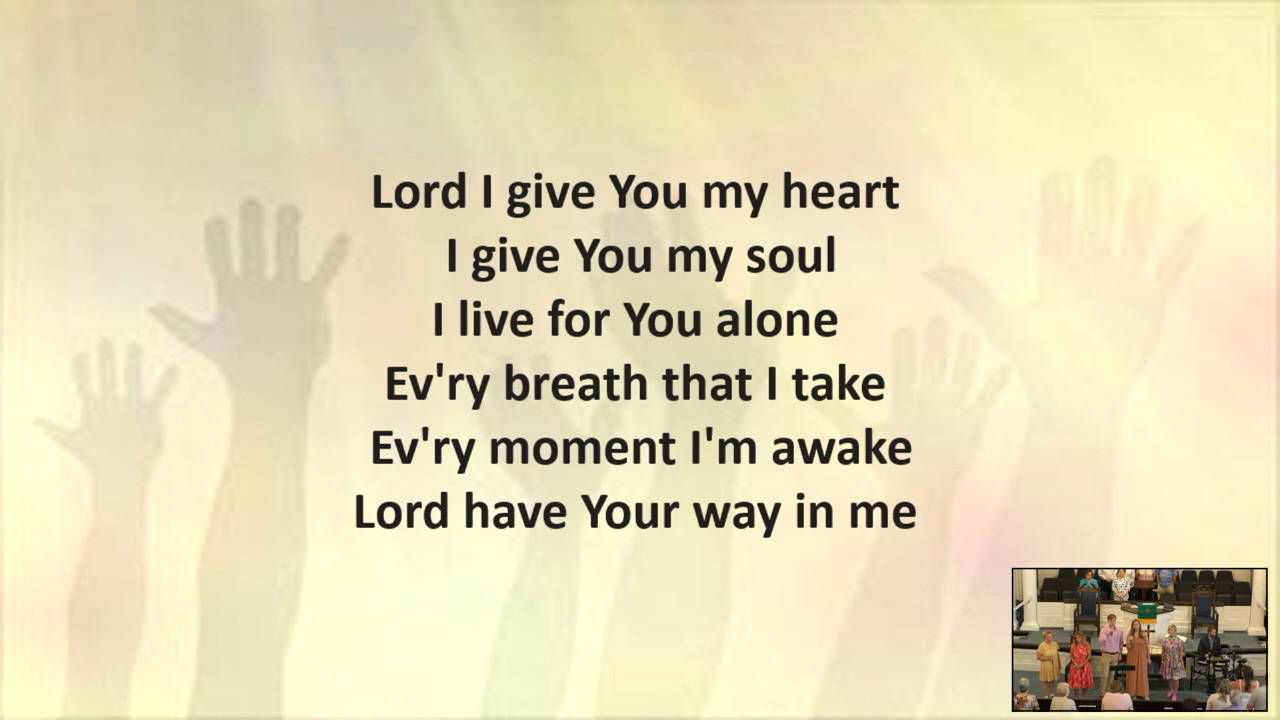 Lord I give You my heart
I give You my soul
I live for You alone
Ev'ry breath that I take
Ev'ry moment I'm awake
Lord have Your way in me